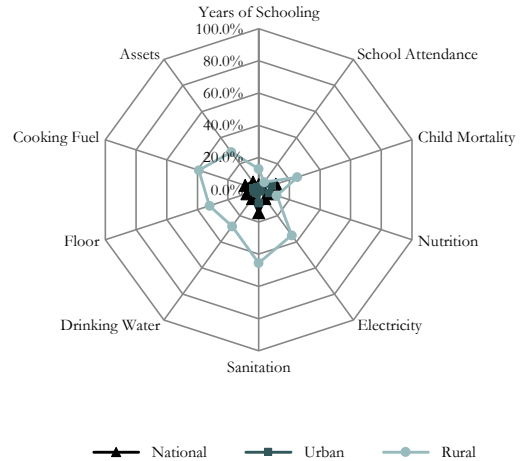 Years of Schooling
100.0%
Assets
School Attendance
80.0%
60.0%
40.0%
Cooking Fuel
Child Mortality
20.0%
0.0%
Floor
Nutrition
Drinking Water
Electricity
Sanitation
National Urban Rural